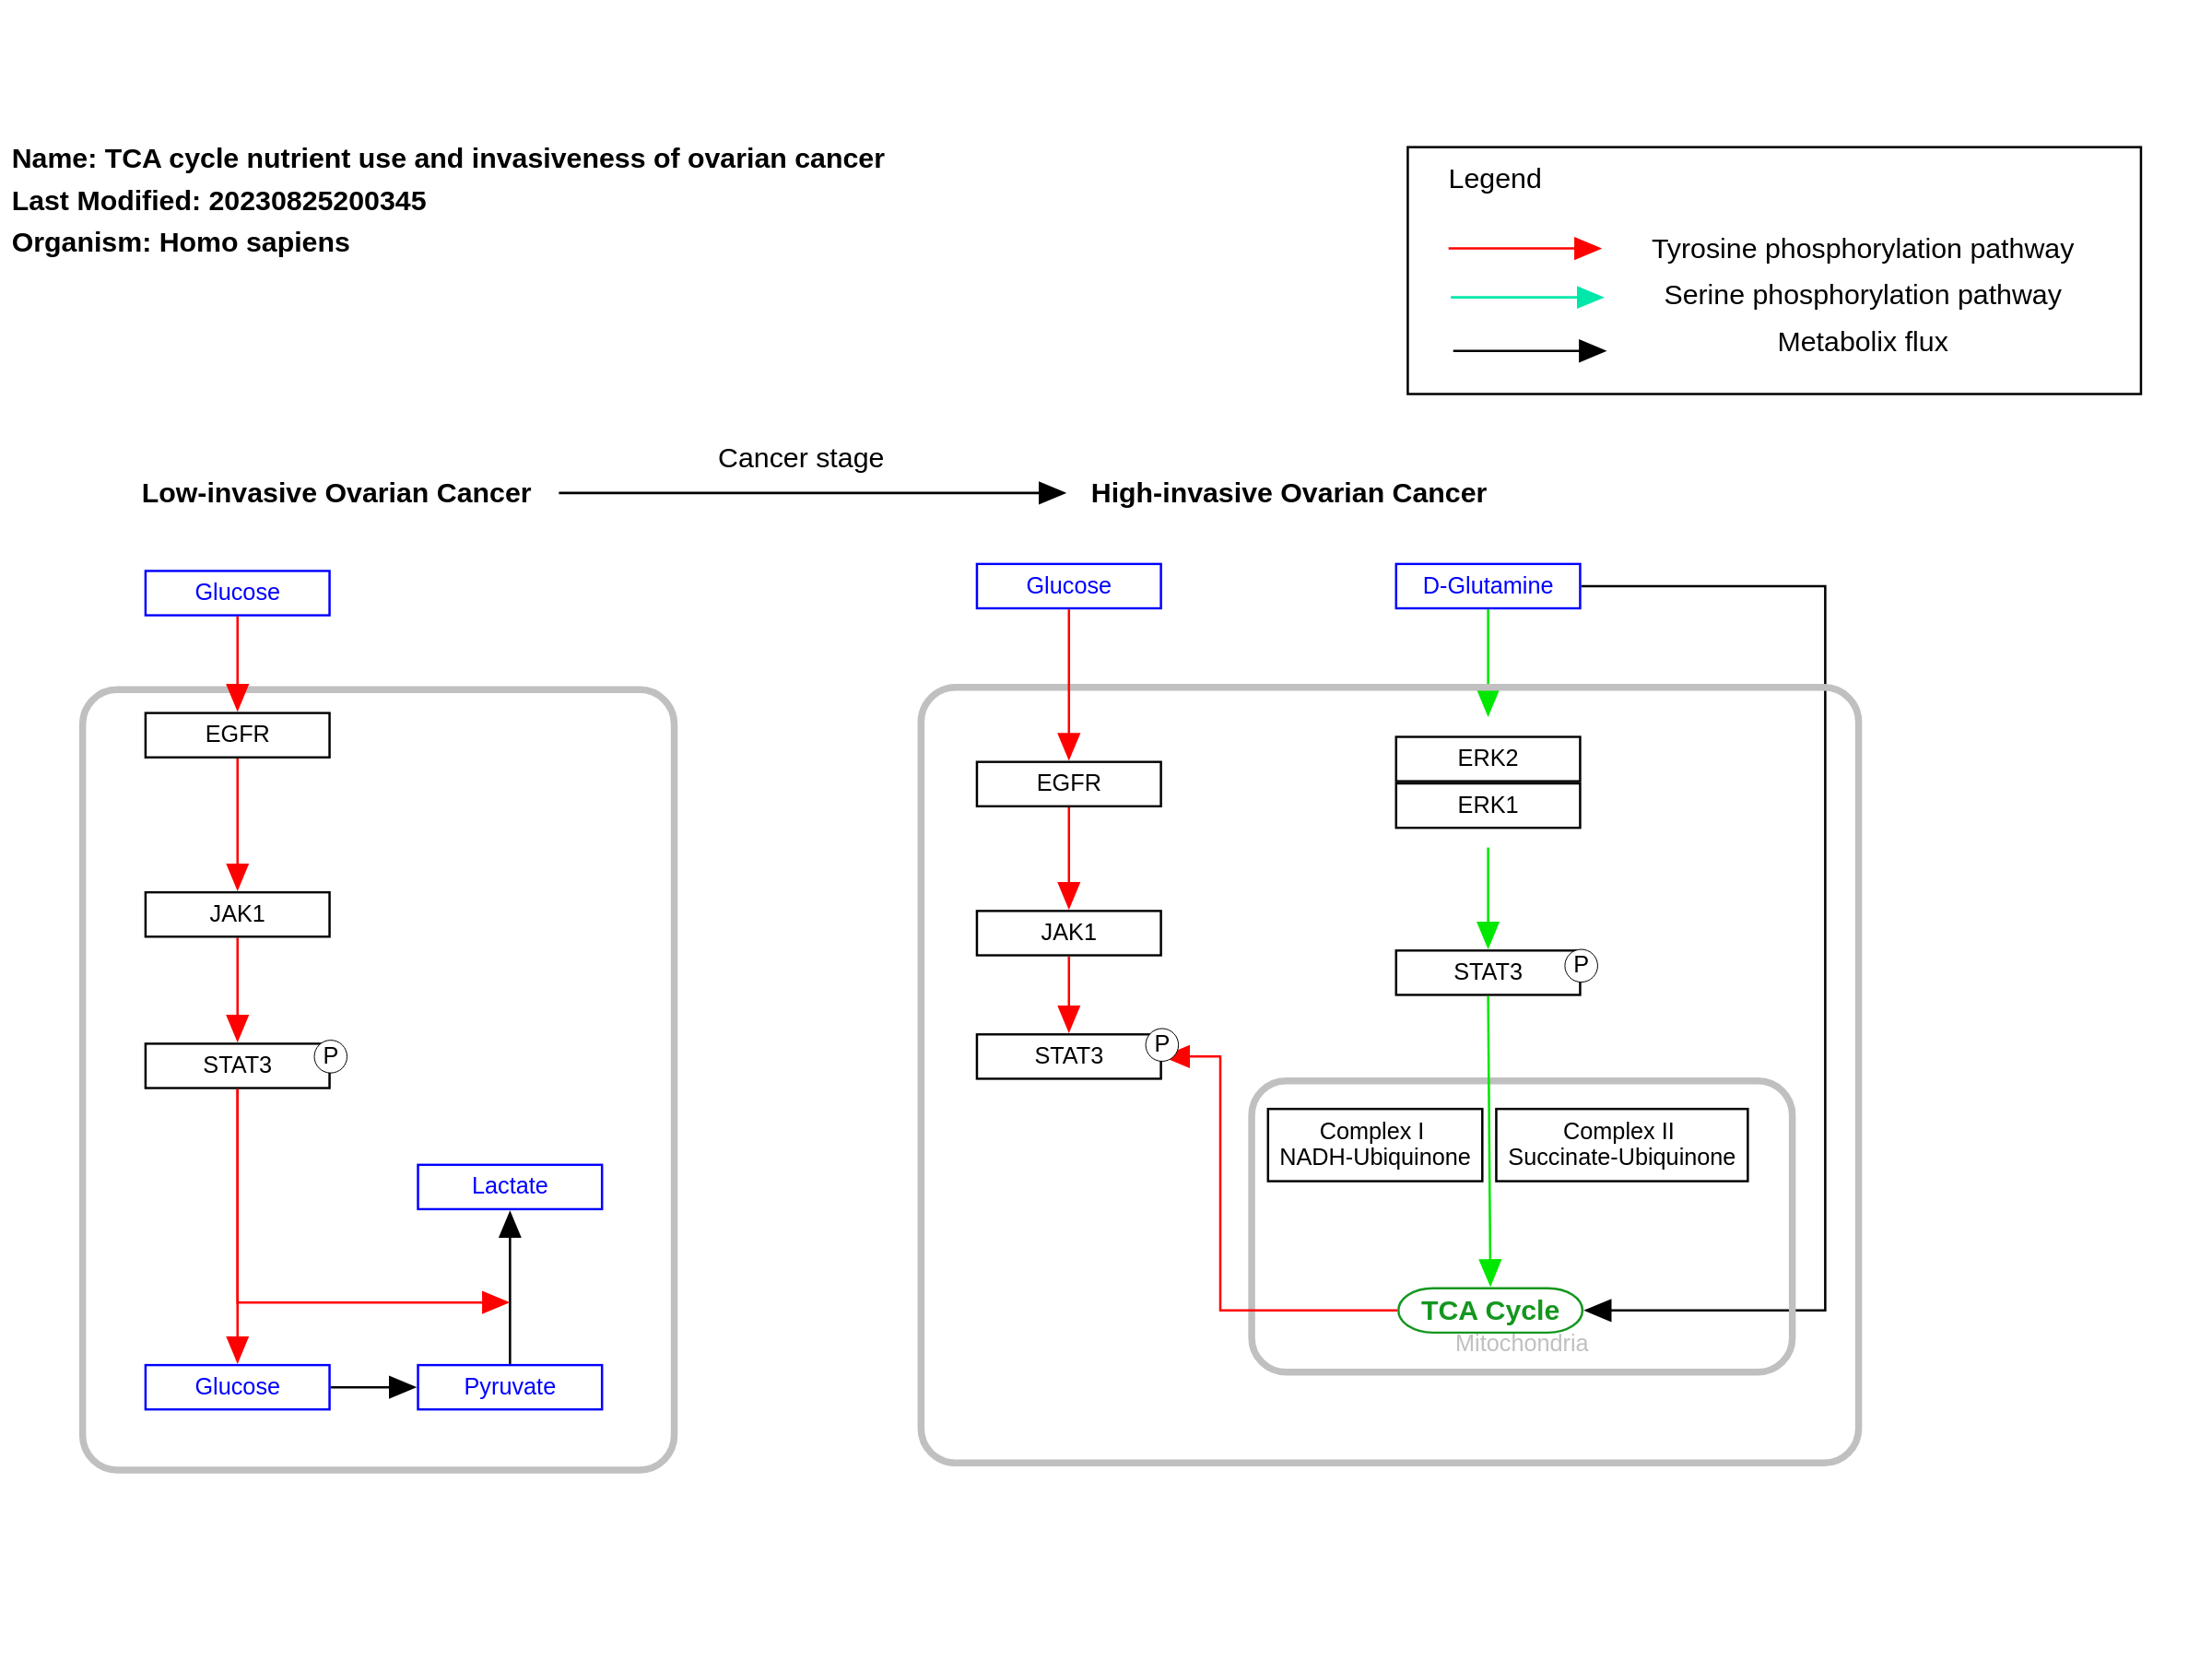 Name: TCA cycle nutrient use and invasiveness of ovarian cancer
Last Modified: 20230825200345
Organism: Homo sapiens
Legend
Tyrosine phosphorylation pathway
Serine phosphorylation pathway
Metabolix flux
Cancer stage
Low-invasive Ovarian Cancer
High-invasive Ovarian Cancer
Glucose
EGFR
JAK1
STAT3
P
Lactate
Glucose
Pyruvate
Glucose
D-Glutamine
EGFR
ERK2
ERK1
JAK1
STAT3
P
STAT3
P
Complex I
NADH-Ubiquinone
Complex II
Succinate-Ubiquinone
TCA Cycle
Mitochondria